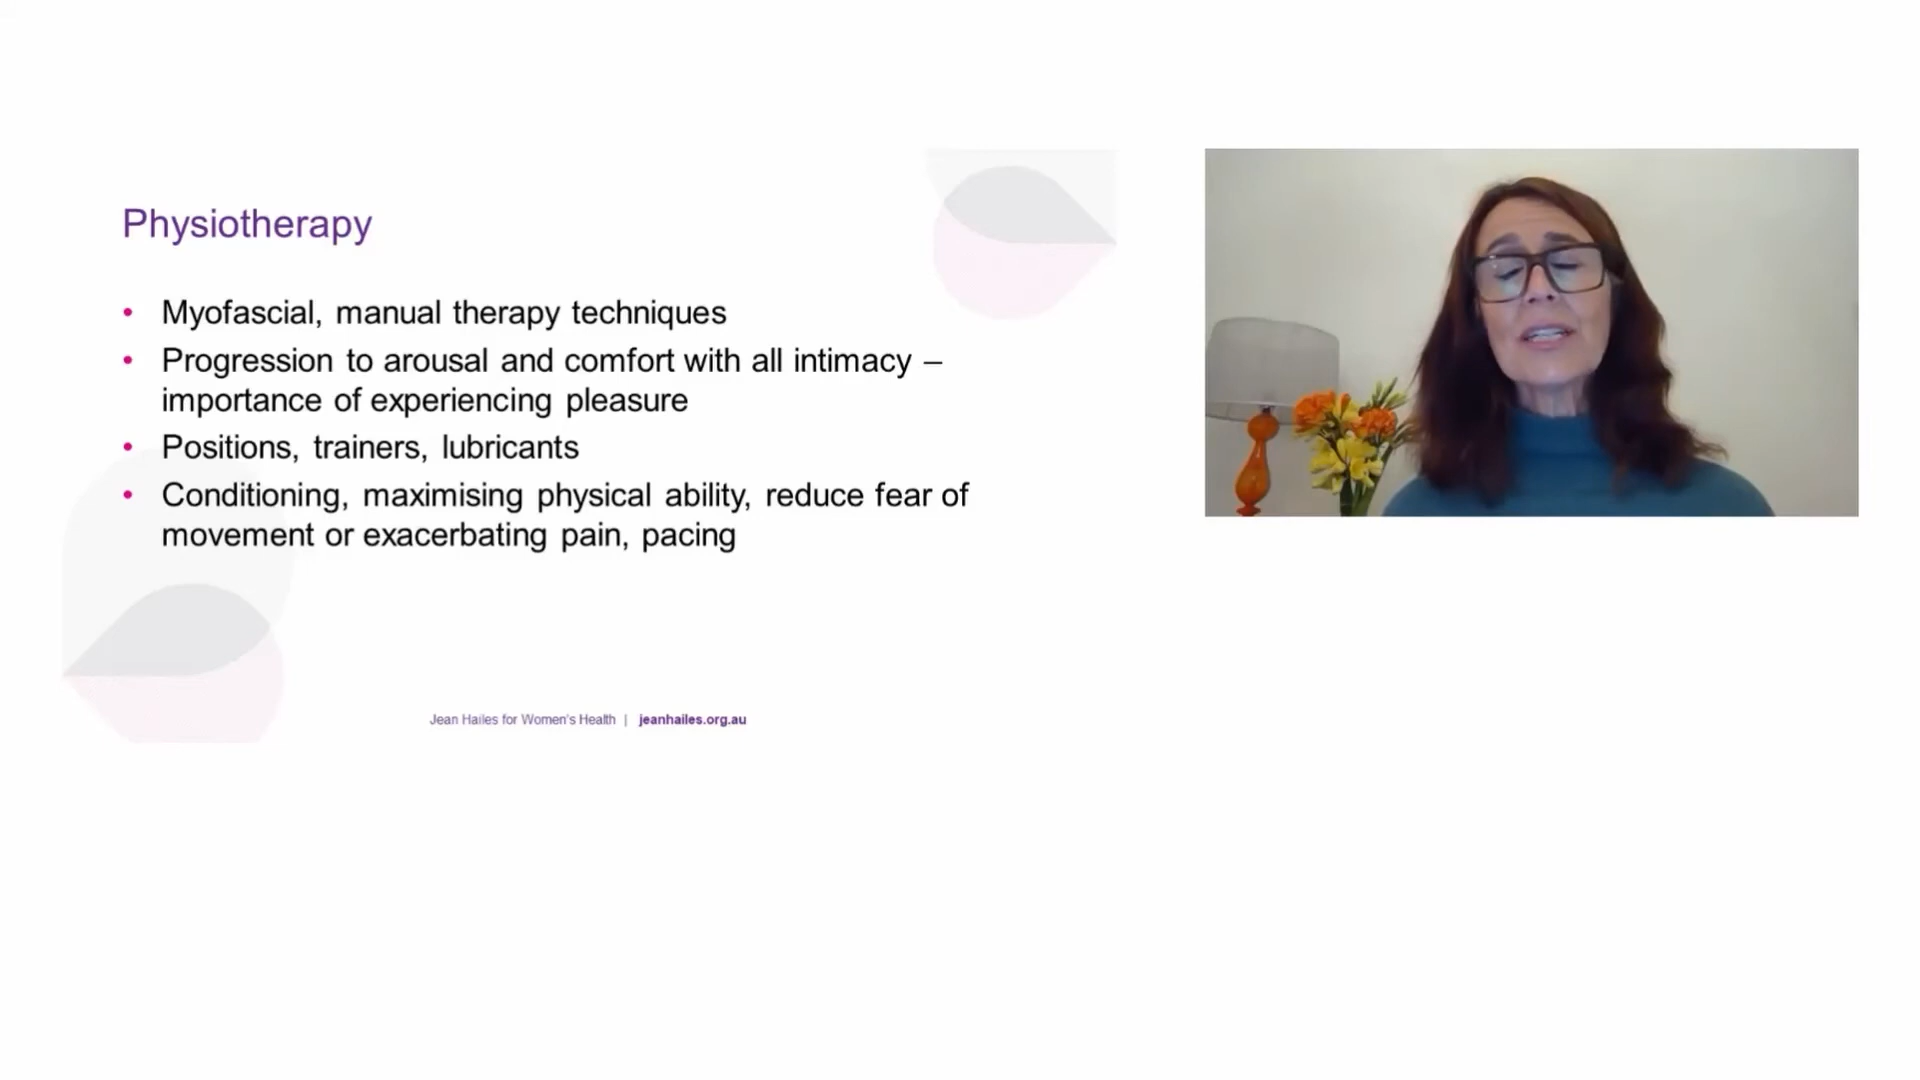 Physiotherapy
• Myofascial, manual therapy techniques
• Progression to arousal and comfort with all intimacy –
importance of experiencing pleasure
• Positions, trainers, lubricants
• Conditioning, maximising physical ability, reduce fear of
movement or exacerbating pain, pacing
Jean Hailes for Women's Health | jeanhailes.org.au